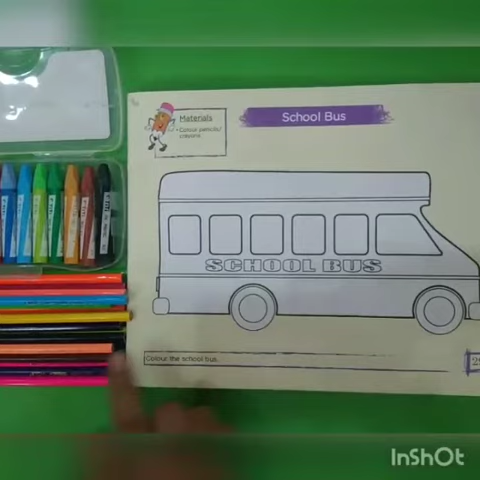 School Bus
Materials
• Colour pencils/
crayons
SCHOOL BUS
Colour the school bus.
InShOt